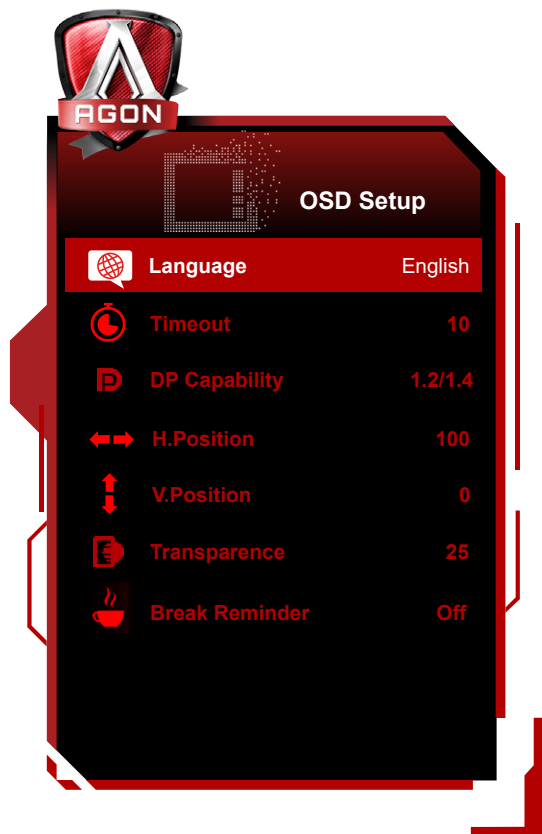 AGON
OSD Setup
Language English
Timeout 10
DP Capability 1.2/1.4
H.Position 100
V.Position 0
Transparence 25
Break Reminder Off